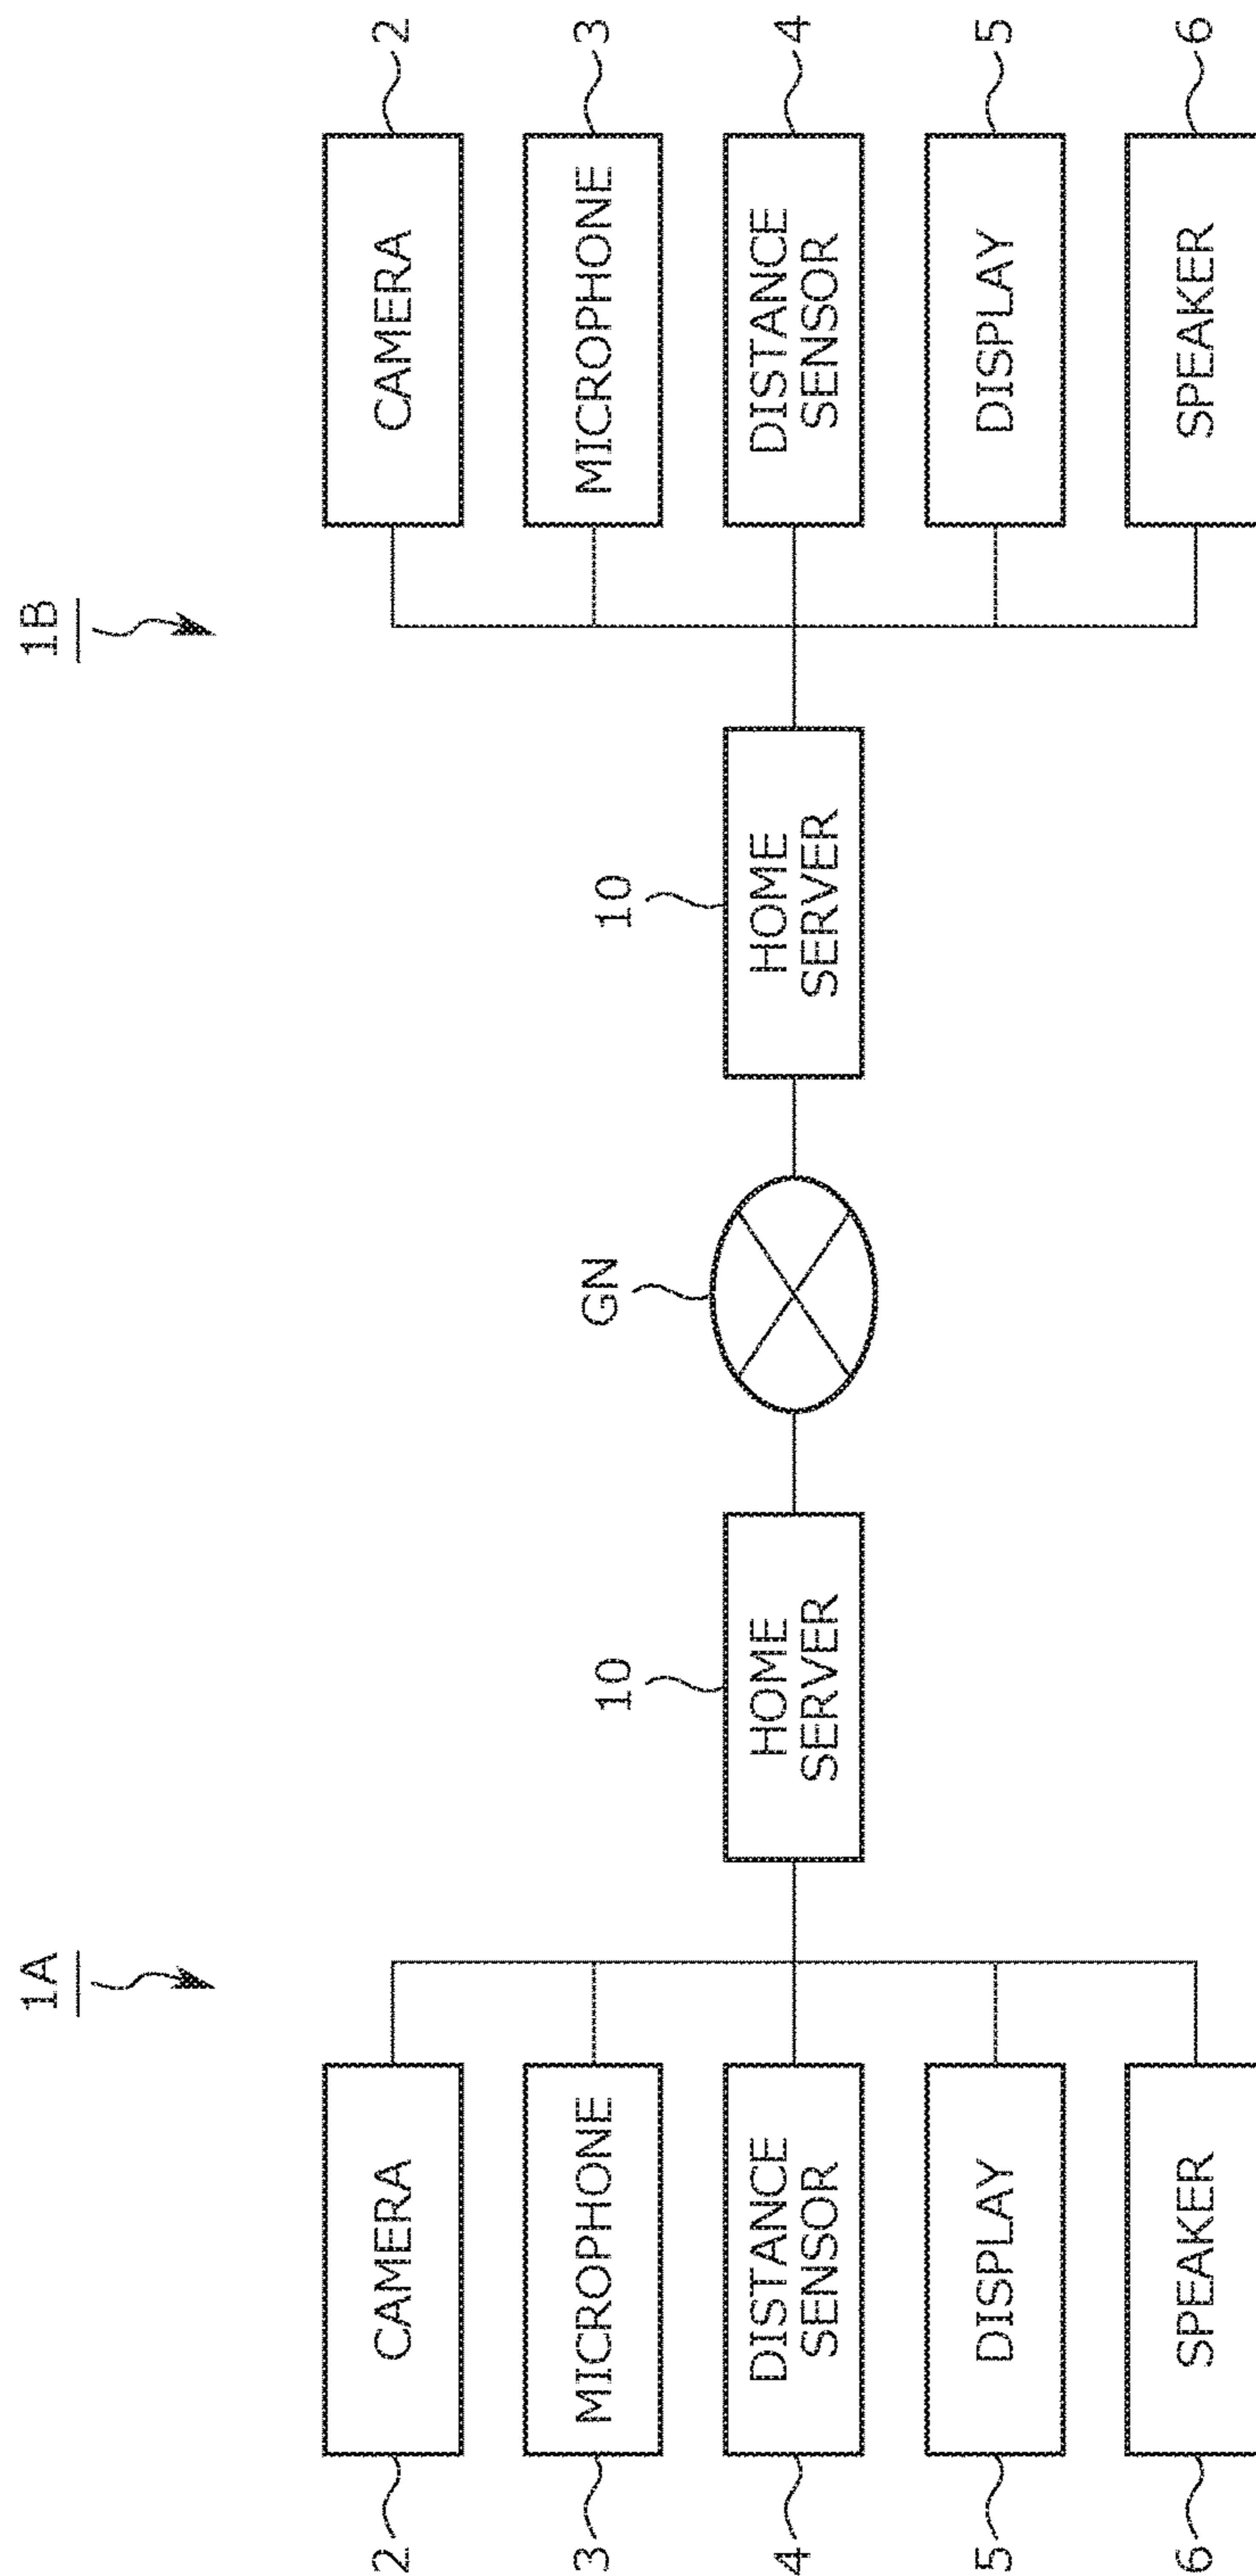 1A
1B
2
CAMERA
CAMERA
2
3
MICROPHONE
10
GN
10
MICROPHONE
3
4
DISTANCE
SENSOR
HOME
SERVER
HOME
SERVER
DISTANCE
SENSOR
4
5
DISPLAY
DISPLAY
5
6
SPEAKER
SPEAKER
6